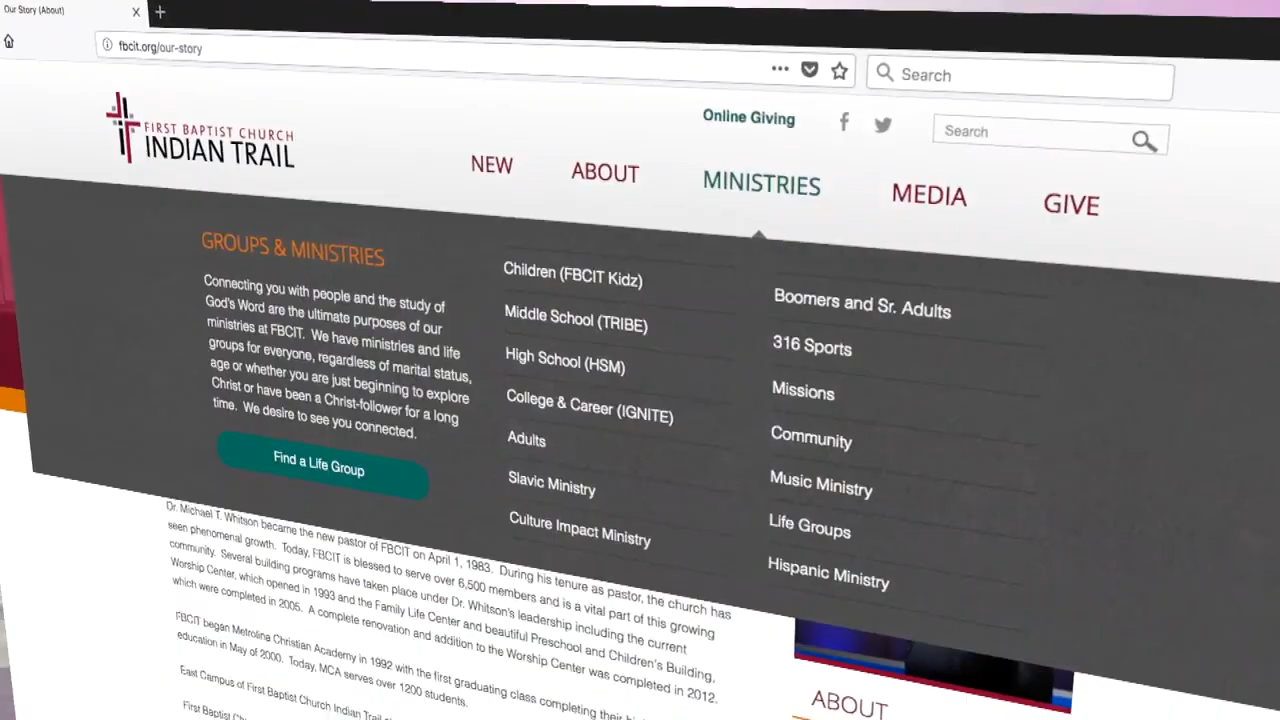 Our Story (About)
fbcit.org/our-story
Search
Online Giving
Search
FIRST BAPTIST CHURCH
INDIAN TRAIL
NEW
ABOUT
MINISTRIES
MEDIA
GIVE
GROUPS & MINISTRIES
Connecting you with people and the study of
God's Word are the ultimate purposes of our
ministries at FBCIT. We have ministries and life
groups for everyone, regardless of marital status,
age or whether you are just beginning to explore
Christ or have been a Christ-follower for a long
time. We desire to see you connected.
Find a Life Group
Children (FBCIT Kidz)
Middle School (TRIBE)
High School (HSM)
College & Career (IGNITE)
Adults
Slavic Ministry
Culture Impact Ministry
Boomers and Sr. Adults
316 Sports
Missions
Community
Music Ministry
Life Groups
Hispanic Ministry
Dr. Michael T. Whitson became the new pastor of FBCIT on April 1, 1983. During his tenure as pastor, the church has
seen phenomenal growth. Today, FBCIT is blessed to serve over 6,500 members and is a vital part of this growing
community. Several building programs have taken place under Dr. Whitson's leadership including the current
Worship Center, which opened in 1993 and the Family Life Center and beautiful Preschool and Children's Building,
which were completed in 2005. A complete renovation and addition to the Worship Center was completed in 2012.
FBCIT began Metrolina Christian Academy in 1992 with the first graduating class completing their
education in May of 2000. Today, MCA serves over 1200 students.
East Campus of First Baptist Church Indian Trail
First Baptist
ABOUT